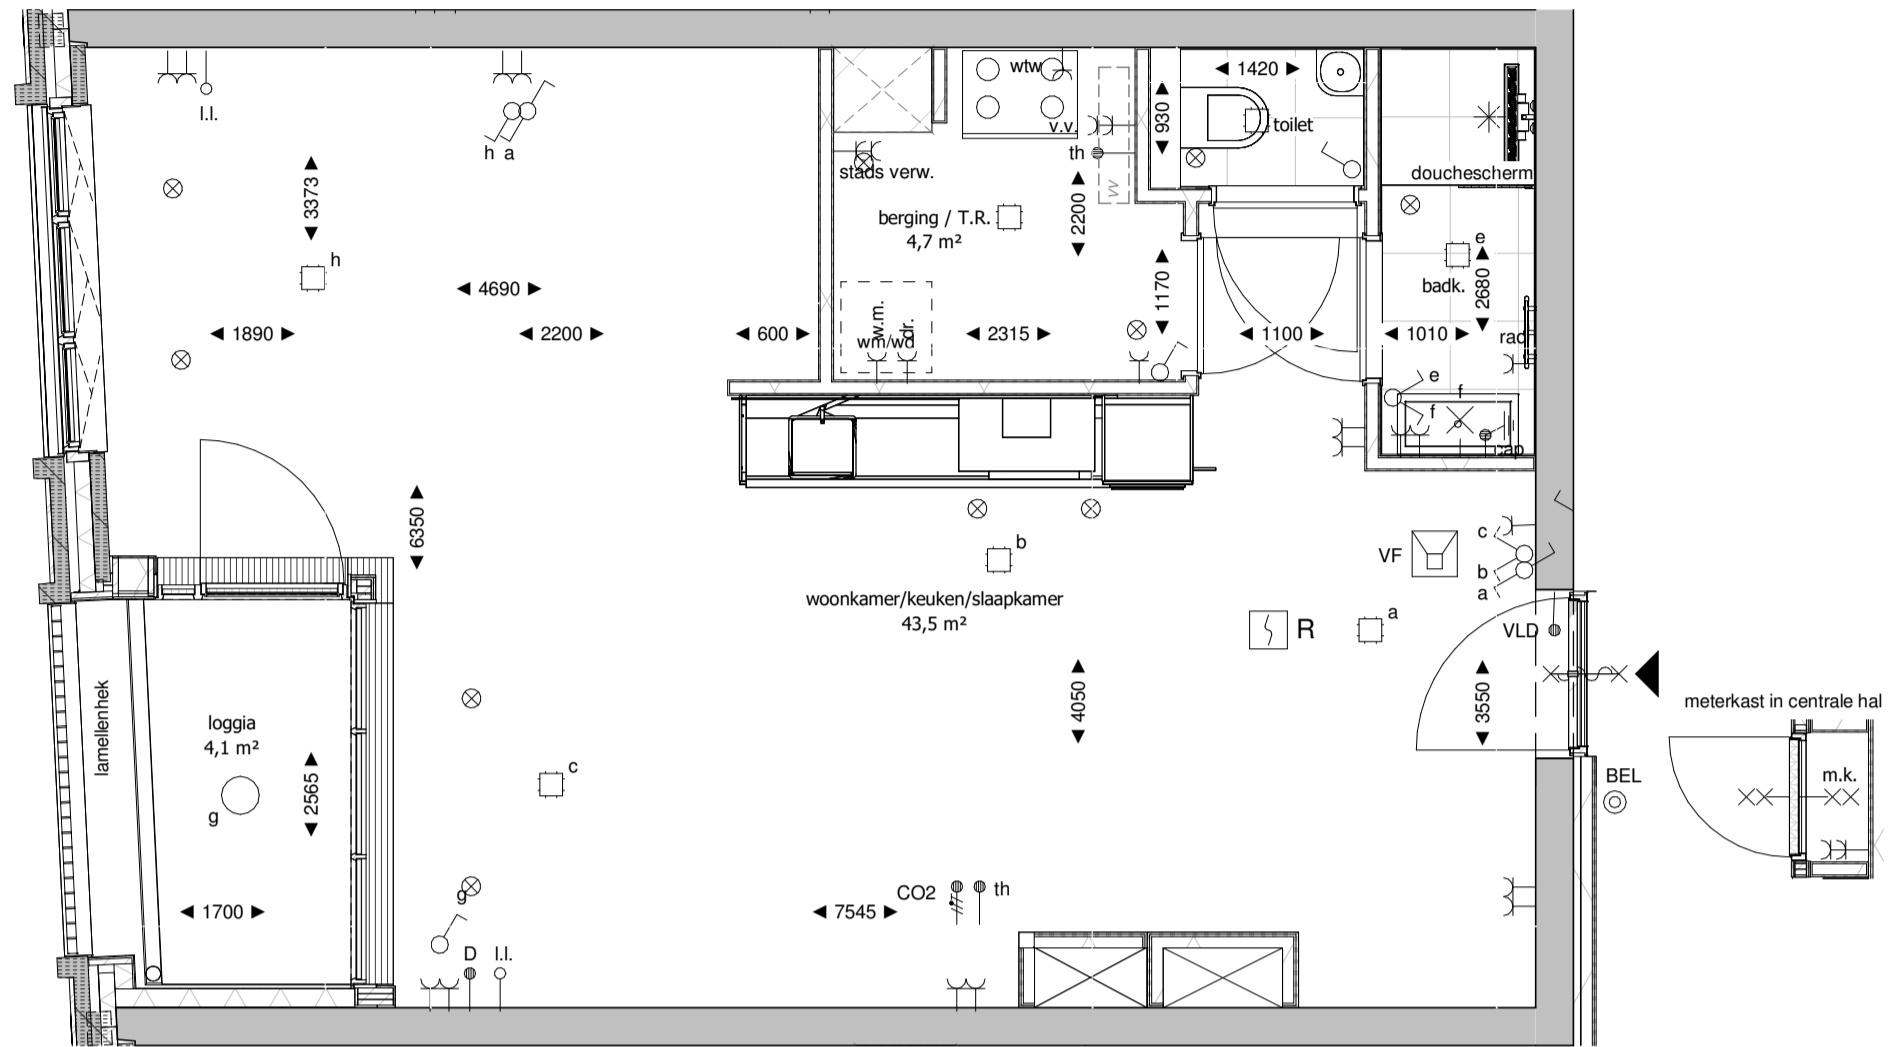 l.l.
h a
3373
h
4690
1890
2200
600
wtw
v.v.
th
stads verw.
vv
2200
berging / T.R.
4,7 m²
w.m.
dr.
wm/wd
2315
1170
930
1420
toilet
douchescherm
e
badk.
2680
1100
1010
rad
e
f
f
cap
6350
b
woonkamer/keuken/slaapkamer
43,5 m²
VF
c
b
a
R
a
VLD
3550
4050
lamellenhek
loggia
4,1 m²
g
2565
1700
c
g
D
l.l.
7545
CO2
th
BEL
meterkast in centrale hal
m.k.